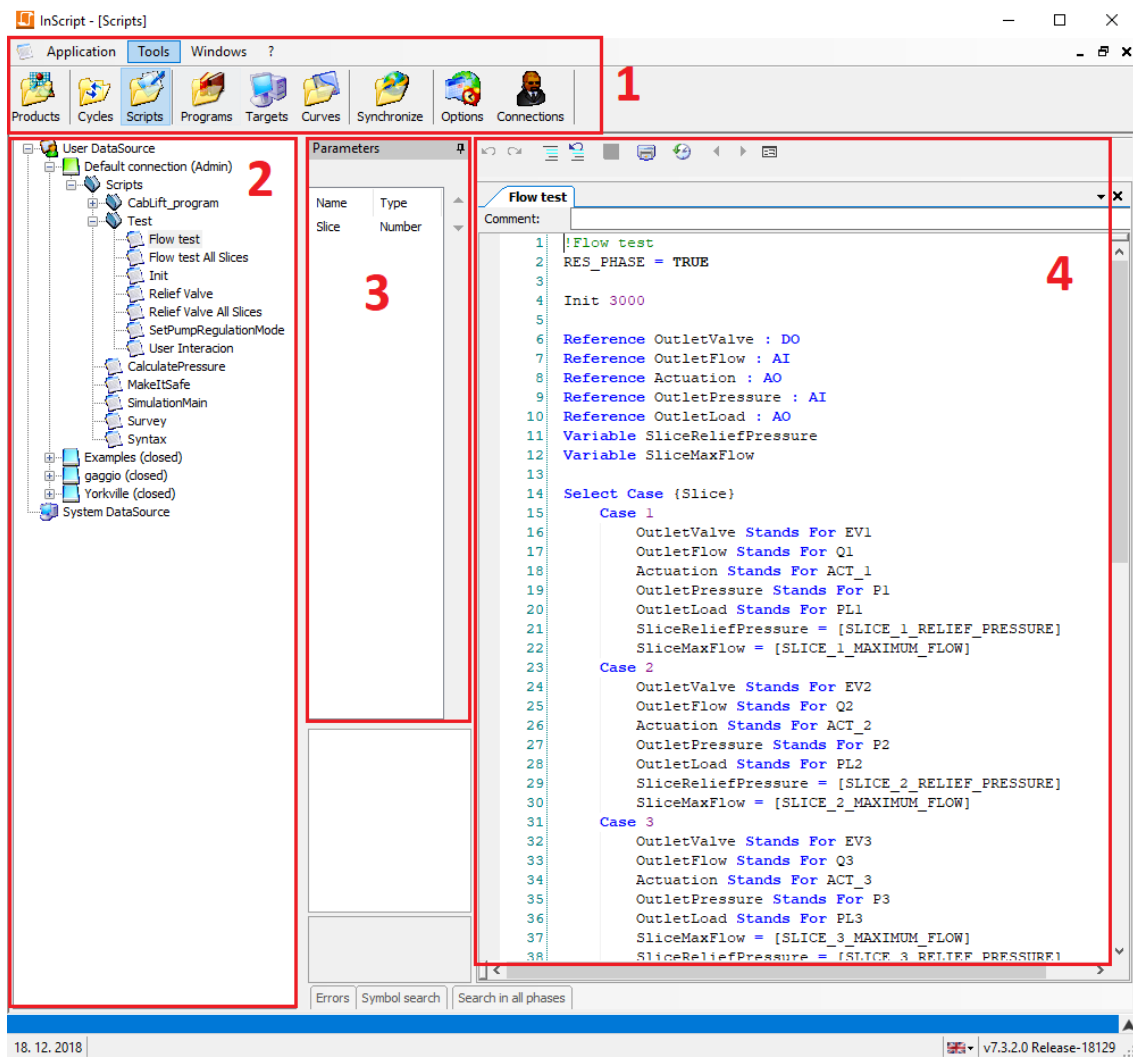 InScript - [Scripts]
Application Tools Windows ?
Products Cycles Scripts Programs Targets Curves Synchronize Options Connections
1
User DataSource
Default connection (Admin)
Scripts
CabLift_program
Test
Flow test
Flow test All Slices
Init
Relief Valve
Relief Valve All Slices
SetPumpRegulationMode
User Interacion
CalculatePressure
MakeItSafe
SimulationMain
Survey
Syntax
Examples (closed)
gaggio (closed)
Yorkville (closed)
System DataSource
2
Parameters
Name Type
Slice Number
3
Flow test
Comment:
4
1 !Flow test
2 RES_PHASE = TRUE
3
4 Init 3000
5
6 Reference OutletValve : DO
7 Reference OutletFlow : AI
8 Reference Actuation : AO
9 Reference OutletPressure : AI
10 Reference OutletLoad : AO
11 Variable SliceReliefPressure
12 Variable SliceMaxFlow
13
14 Select Case {Slice}
15 Case 1
16 OutletValve Stands For EV1
17 OutletFlow Stands For Q1
18 Actuation Stands For ACT_1
19 OutletPressure Stands For P1
20 OutletLoad Stands For PL1
21 SliceReliefPressure = [SLICE_1_RELIEF_PRESSURE]
22 SliceMaxFlow = [SLICE_1_MAXIMUM_FLOW]
23 Case 2
24 OutletValve Stands For EV2
25 OutletFlow Stands For Q2
26 Actuation Stands For ACT_2
27 OutletPressure Stands For P2
28 OutletLoad Stands For PL2
29 SliceReliefPressure = [SLICE_2_RELIEF_PRESSURE]
30 SliceMaxFlow = [SLICE_2_MAXIMUM_FLOW]
31 Case 3
32 OutletValve Stands For EV3
33 OutletFlow Stands For Q3
34 Actuation Stands For ACT_3
35 OutletPressure Stands For P3
36 OutletLoad Stands For PL3
37 SliceMaxFlow = [SLICE_3_MAXIMUM_FLOW]
38 SliceReliefPressure = [SLICE_3_RELIEF_PRESSURE]
Errors Symbol search Search in all phases
18. 12. 2018 v7.3.2.0 Release-18129